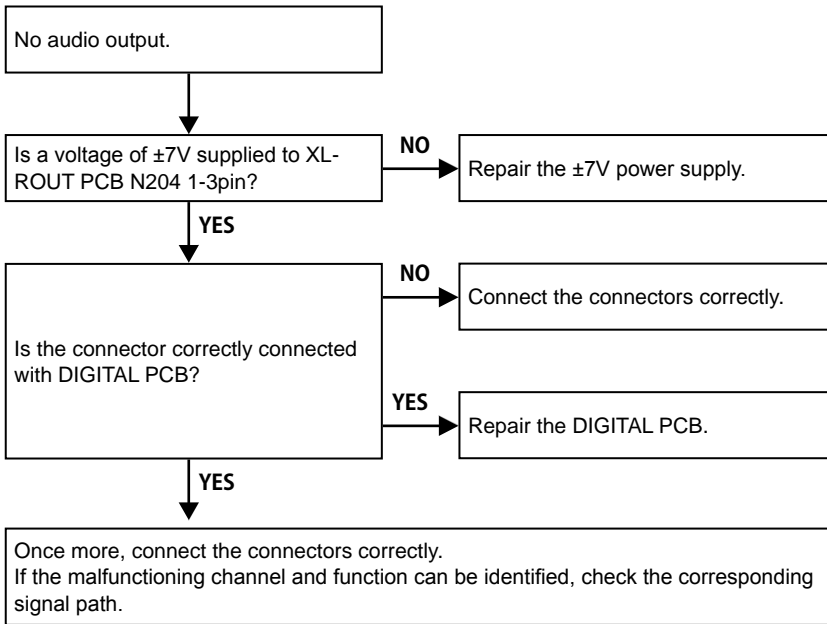 No audio output.
Is a voltage of ±7V supplied to XL-
ROUT PCB N204 1-3pin?
NO
Repair the ±7V power supply.
YES
Is the connector correctly connected
with DIGITAL PCB?
NO
Connect the connectors correctly.
YES
Repair the DIGITAL PCB.
YES
Once more, connect the connectors correctly.
If the malfunctioning channel and function can be identified, check the corresponding
signal path.